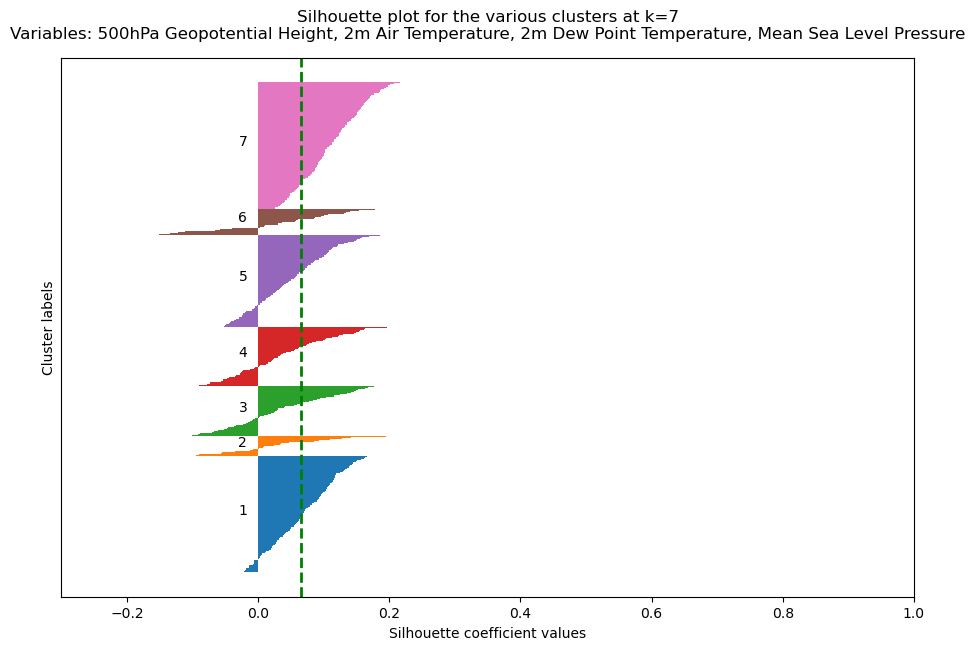 Silhouette plot for the various clusters at k=7
Variables: 500hPa Geopotential Height, 2m Air Temperature, 2m Dew Point Temperature, Mean Sea Level Pressure
Cluster labels
7
6
5
4
3
2
1
−0.2 0.0 0.2 0.4 0.6 0.8 1.0
Silhouette coefficient values